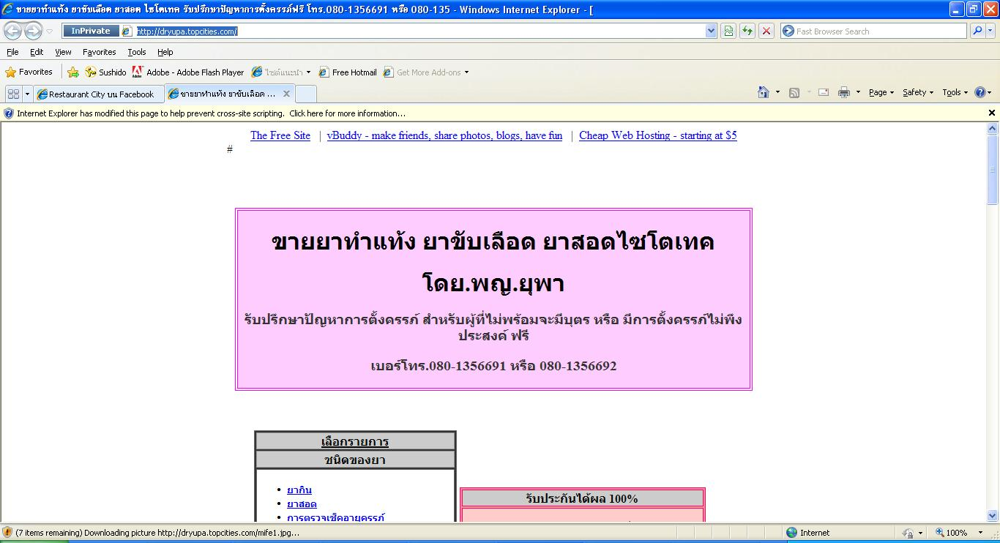 ขายยาทำแท้ง ยาขับเลือด ยาสอด ไซโตเทค รับปรึกษาปัญหาการตั้งครรภ์ฟรี โทร.080-1356691 หรือ 080-135 - Windows Internet Explorer - [
InPrivate http://dryupa.topcities.com/ Fast Browser Search
File Edit View Favorites Tools Help
Favorites Sushido Adobe - Adobe Flash Player ไซต์แนะนำ Free Hotmail Get More Add-ons
Restaurant City บน Facebook ขายยาทำแท้ง ยาขับเลือด ... Page Safety Tools
Internet Explorer has modified this page to help prevent cross-site scripting. Click here for more information...
The Free Site | vBuddy - make friends, share photos, blogs, have fun | Cheap Web Hosting - starting at $5
#
ขายยาทำแท้ง ยาขับเลือด ยาสอดไซโตเทค
โดย.พญ.ยุพา
รับปรึกษาปัญหาการตั้งครรภ์ สำหรับผู้ที่ไม่พร้อมจะมีบุตร หรือ มีการตั้งครรภ์ไม่พึง
ประสงค์ ฟรี
เบอร์โทร.080-1356691 หรือ 080-1356692
เลือกรายการ
ชนิดของยา
ยากิน
ยาสอด
การตรวจเช็คอายุครรภ์
รับประกันได้ผล 100%
(7 items remaining) Downloading picture http://dryupa.topcities.com/mife1.jpg... Internet 100%